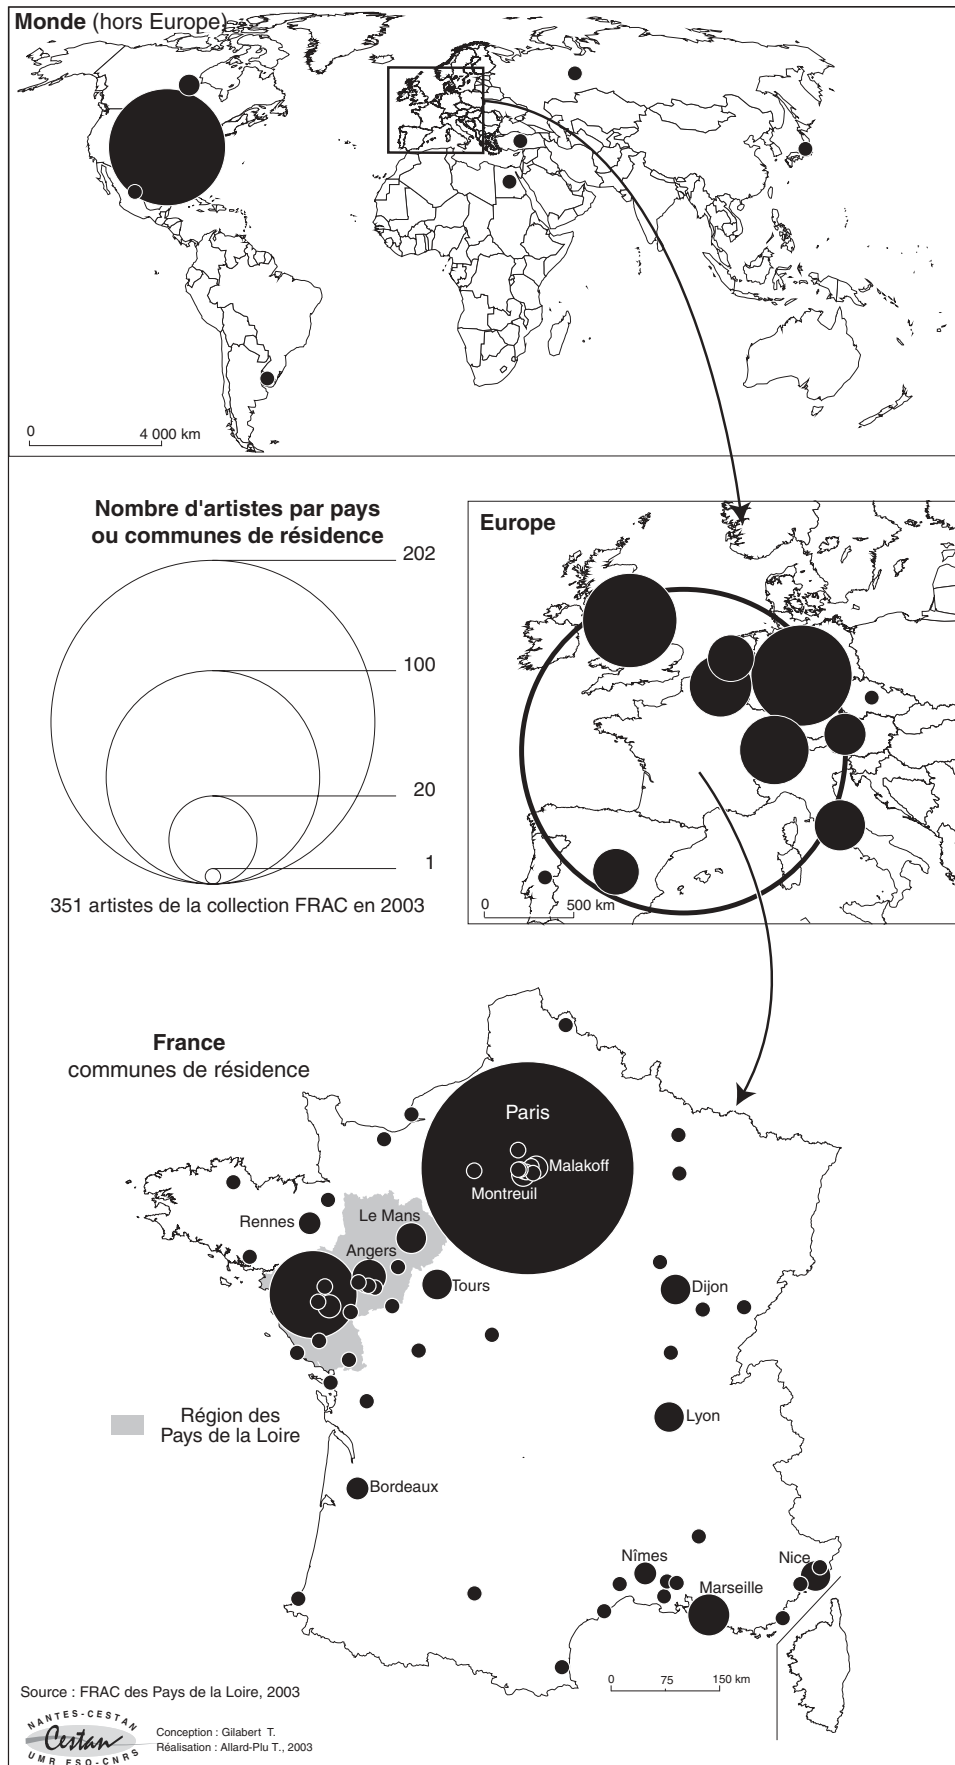 Monde (hors Europe)
0 4 000 km
Nombre d'artistes par pays
ou communes de résidence
202
100
20
1
351 artistes de la collection FRAC en 2003
Europe
0 500 km
France
communes de résidence
Paris
Malakoff
Montreuil
Le Mans
Rennes
Angers
Tours
Dijon
Région des
Pays de la Loire
Lyon
Bordeaux
Nîmes
Nice
Marseille
0 75 150 km
Source : FRAC des Pays de la Loire, 2003
NANTES-CESTAN
Cestan
UMR ESO-CNRS
Conception : Gilabert T.
Réalisation : Allard-Plu T., 2003